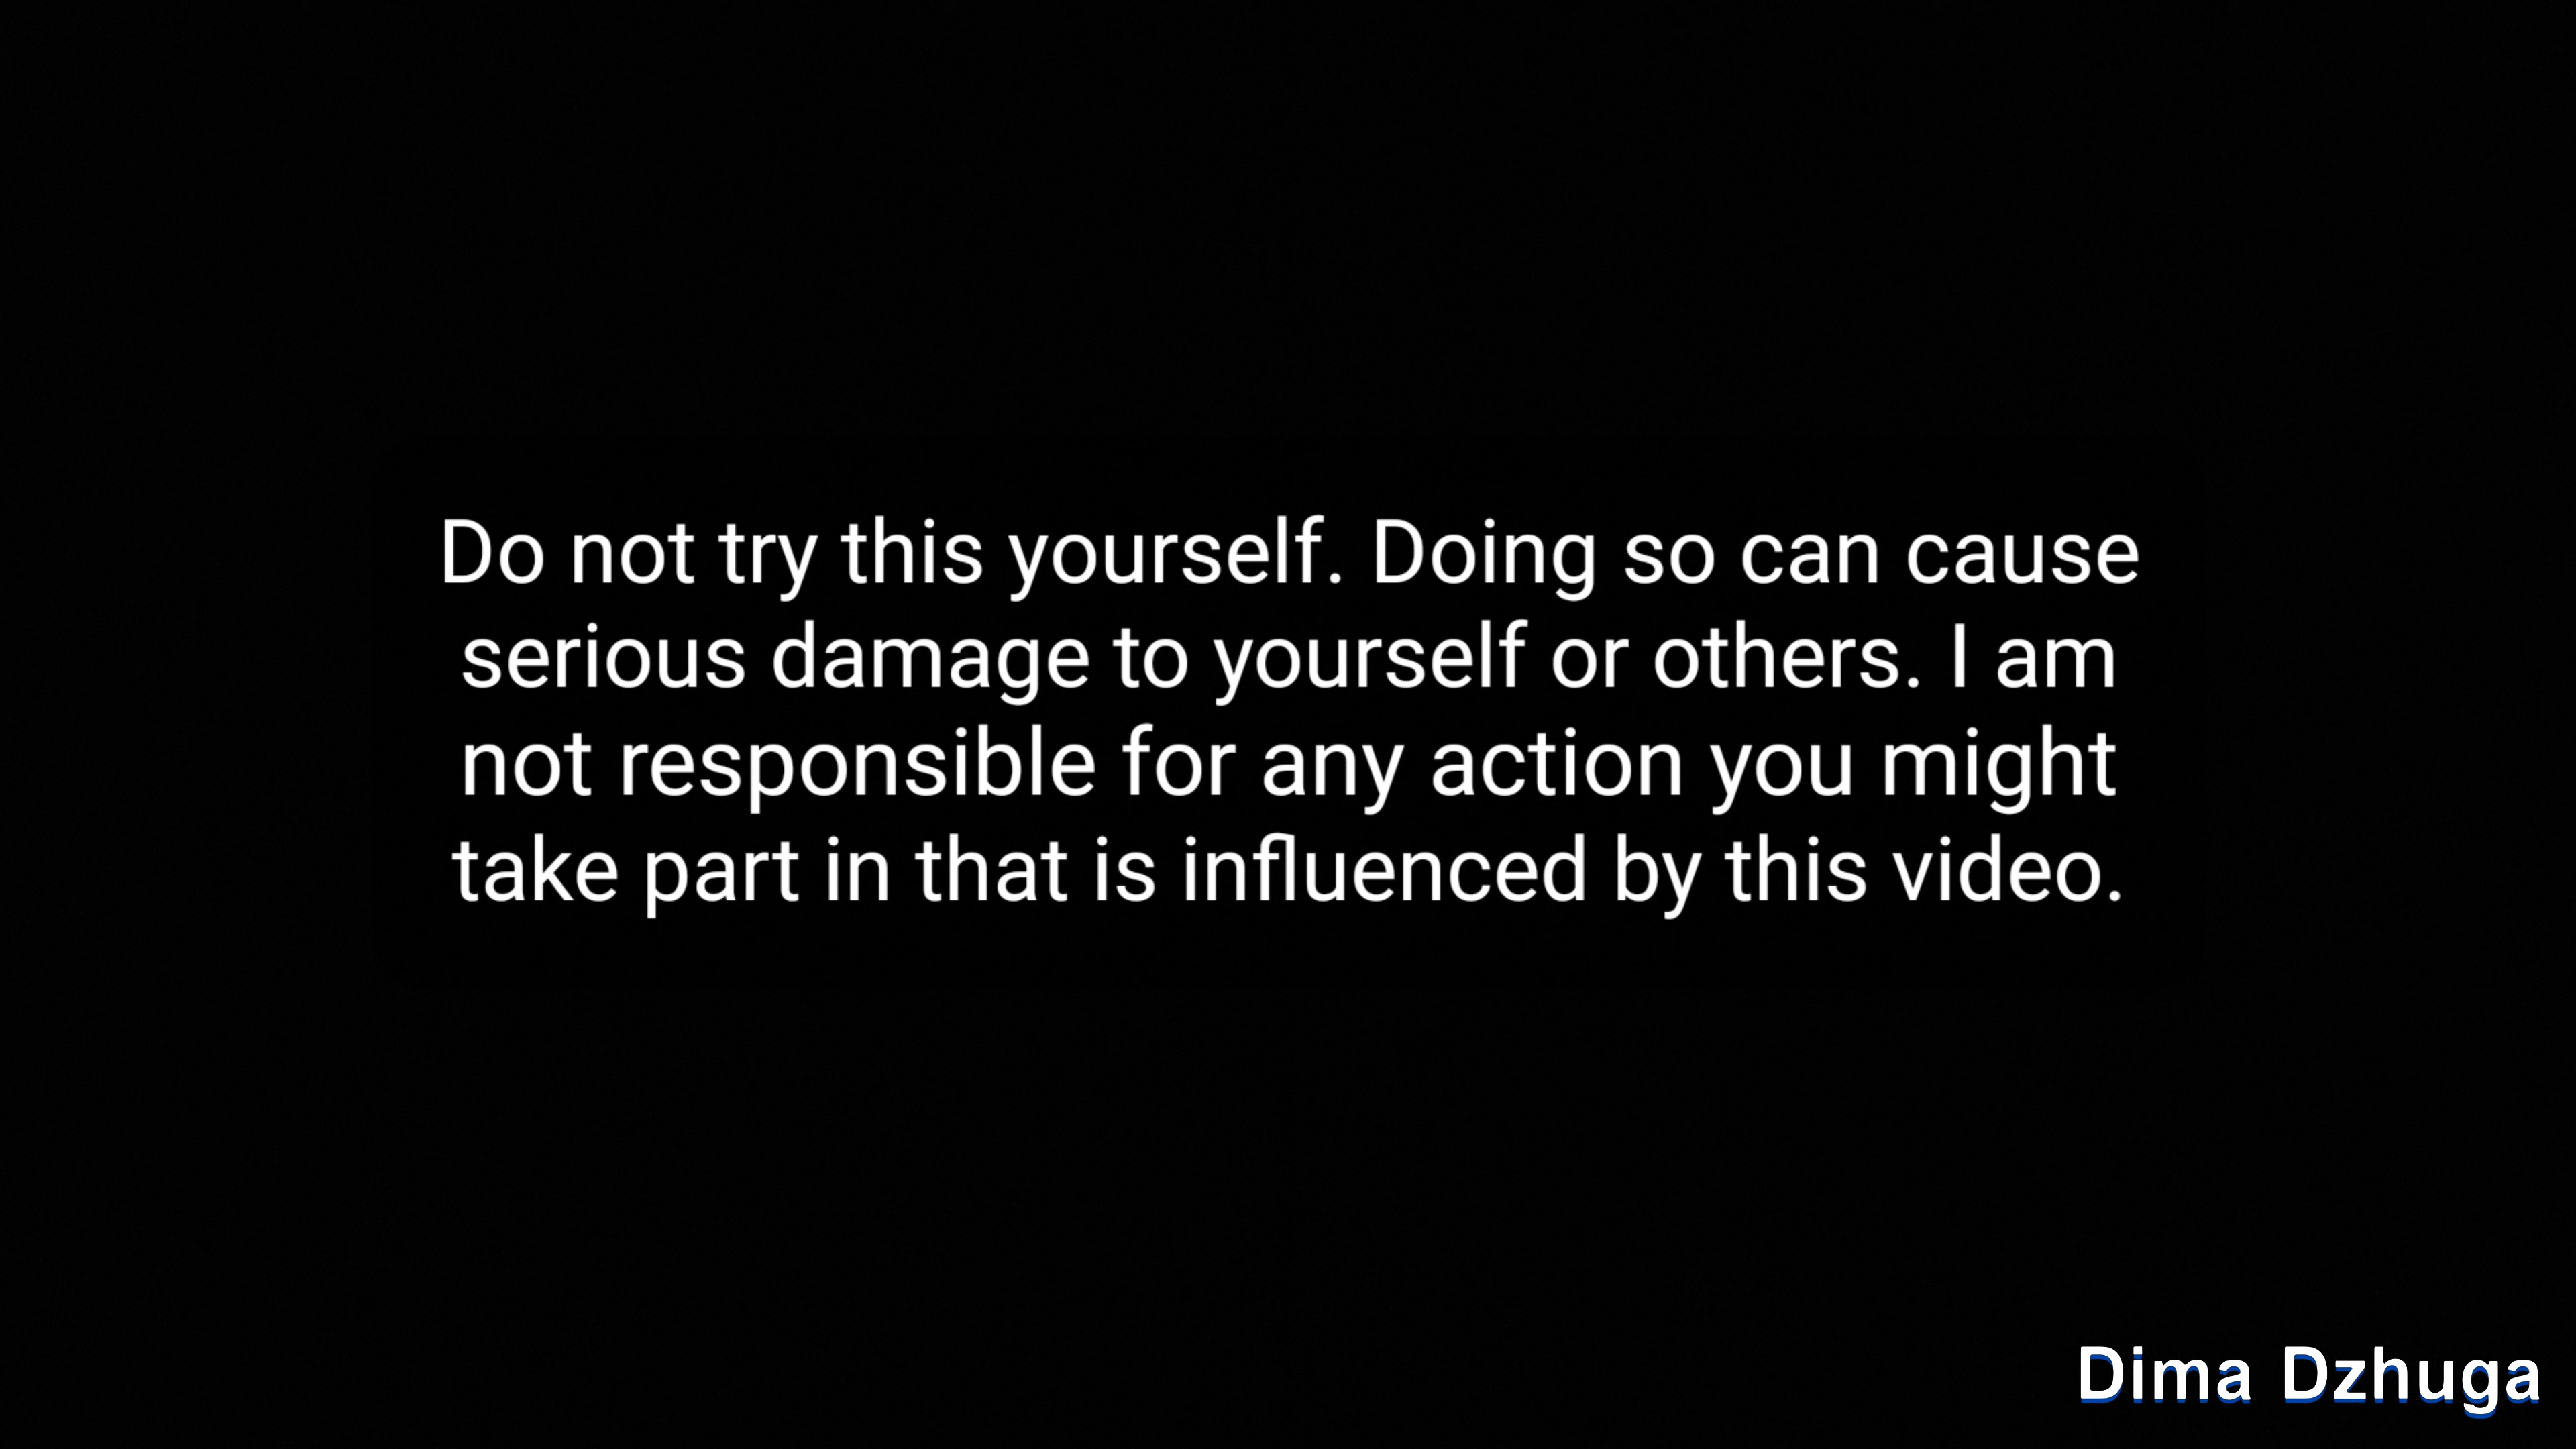 Do not try this yourself. Doing so can cause
serious damage to yourself or others. I am
not responsible for any action you might
take part in that is influenced by this video.
Dima Dzhuga